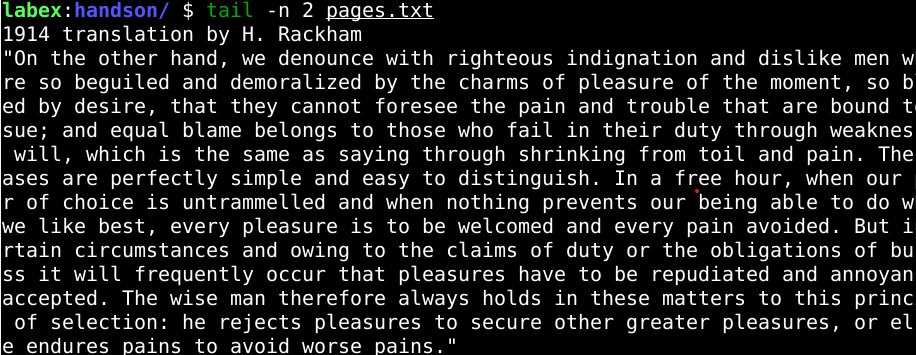 labex:handson/ $ tail -n 2 pages.txt
1914 translation by H. Rackham
"On the other hand, we denounce with righteous indignation and dislike men w
re so beguiled and demoralized by the charms of pleasure of the moment, so b
ed by desire, that they cannot foresee the pain and trouble that are bound t
sue; and equal blame belongs to those who fail in their duty through weaknes
will, which is the same as saying through shrinking from toil and pain. The
ases are perfectly simple and easy to distinguish. In a free hour, when our
r of choice is untrammelled and when nothing prevents our being able to do w
we like best, every pleasure is to be welcomed and every pain avoided. But i
rtain circumstances and owing to the claims of duty or the obligations of bu
ss it will frequently occur that pleasures have to be repudiated and annoyan
accepted. The wise man therefore always holds in these matters to this princ
of selection: he rejects pleasures to secure other greater pleasures, or el
e endures pains to avoid worse pains."